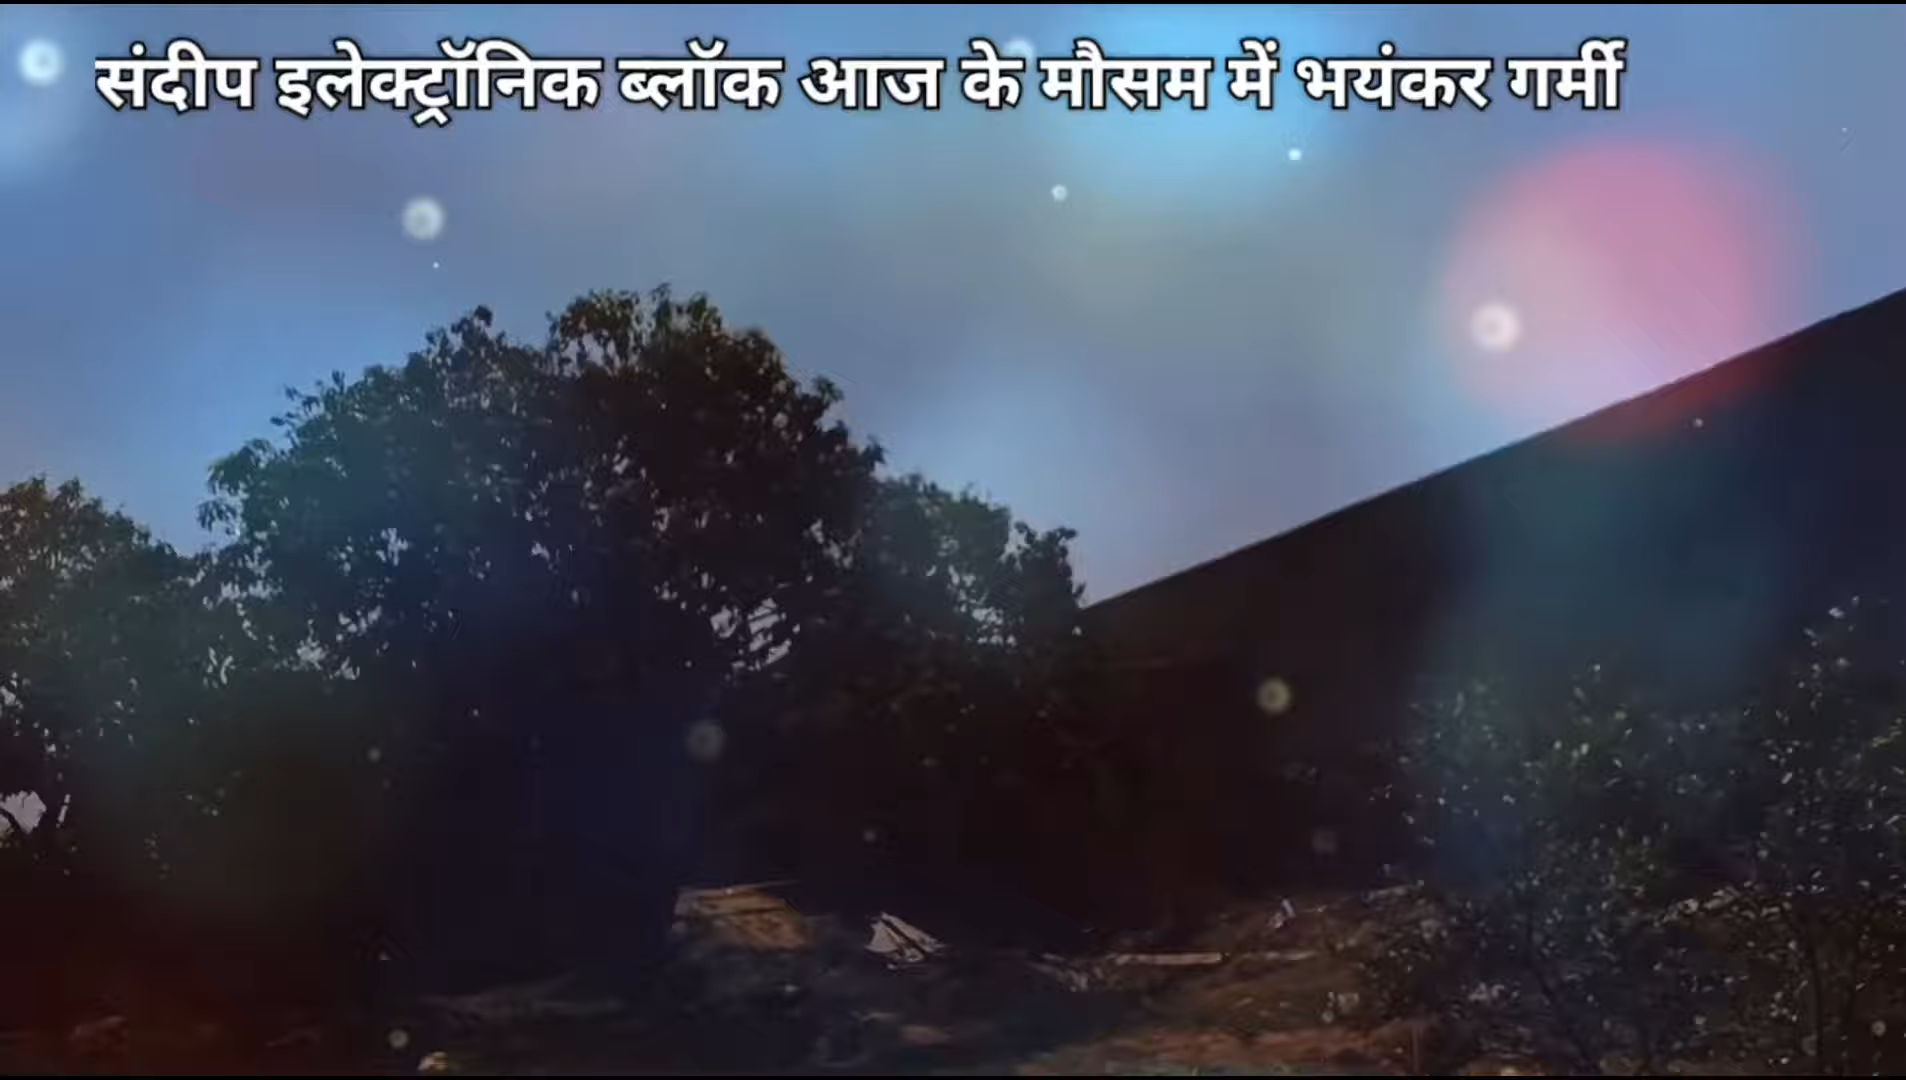 संदीप इलेक्ट्रॉनिक ब्लॉक आज के मौसम में भयंकर गर्मी